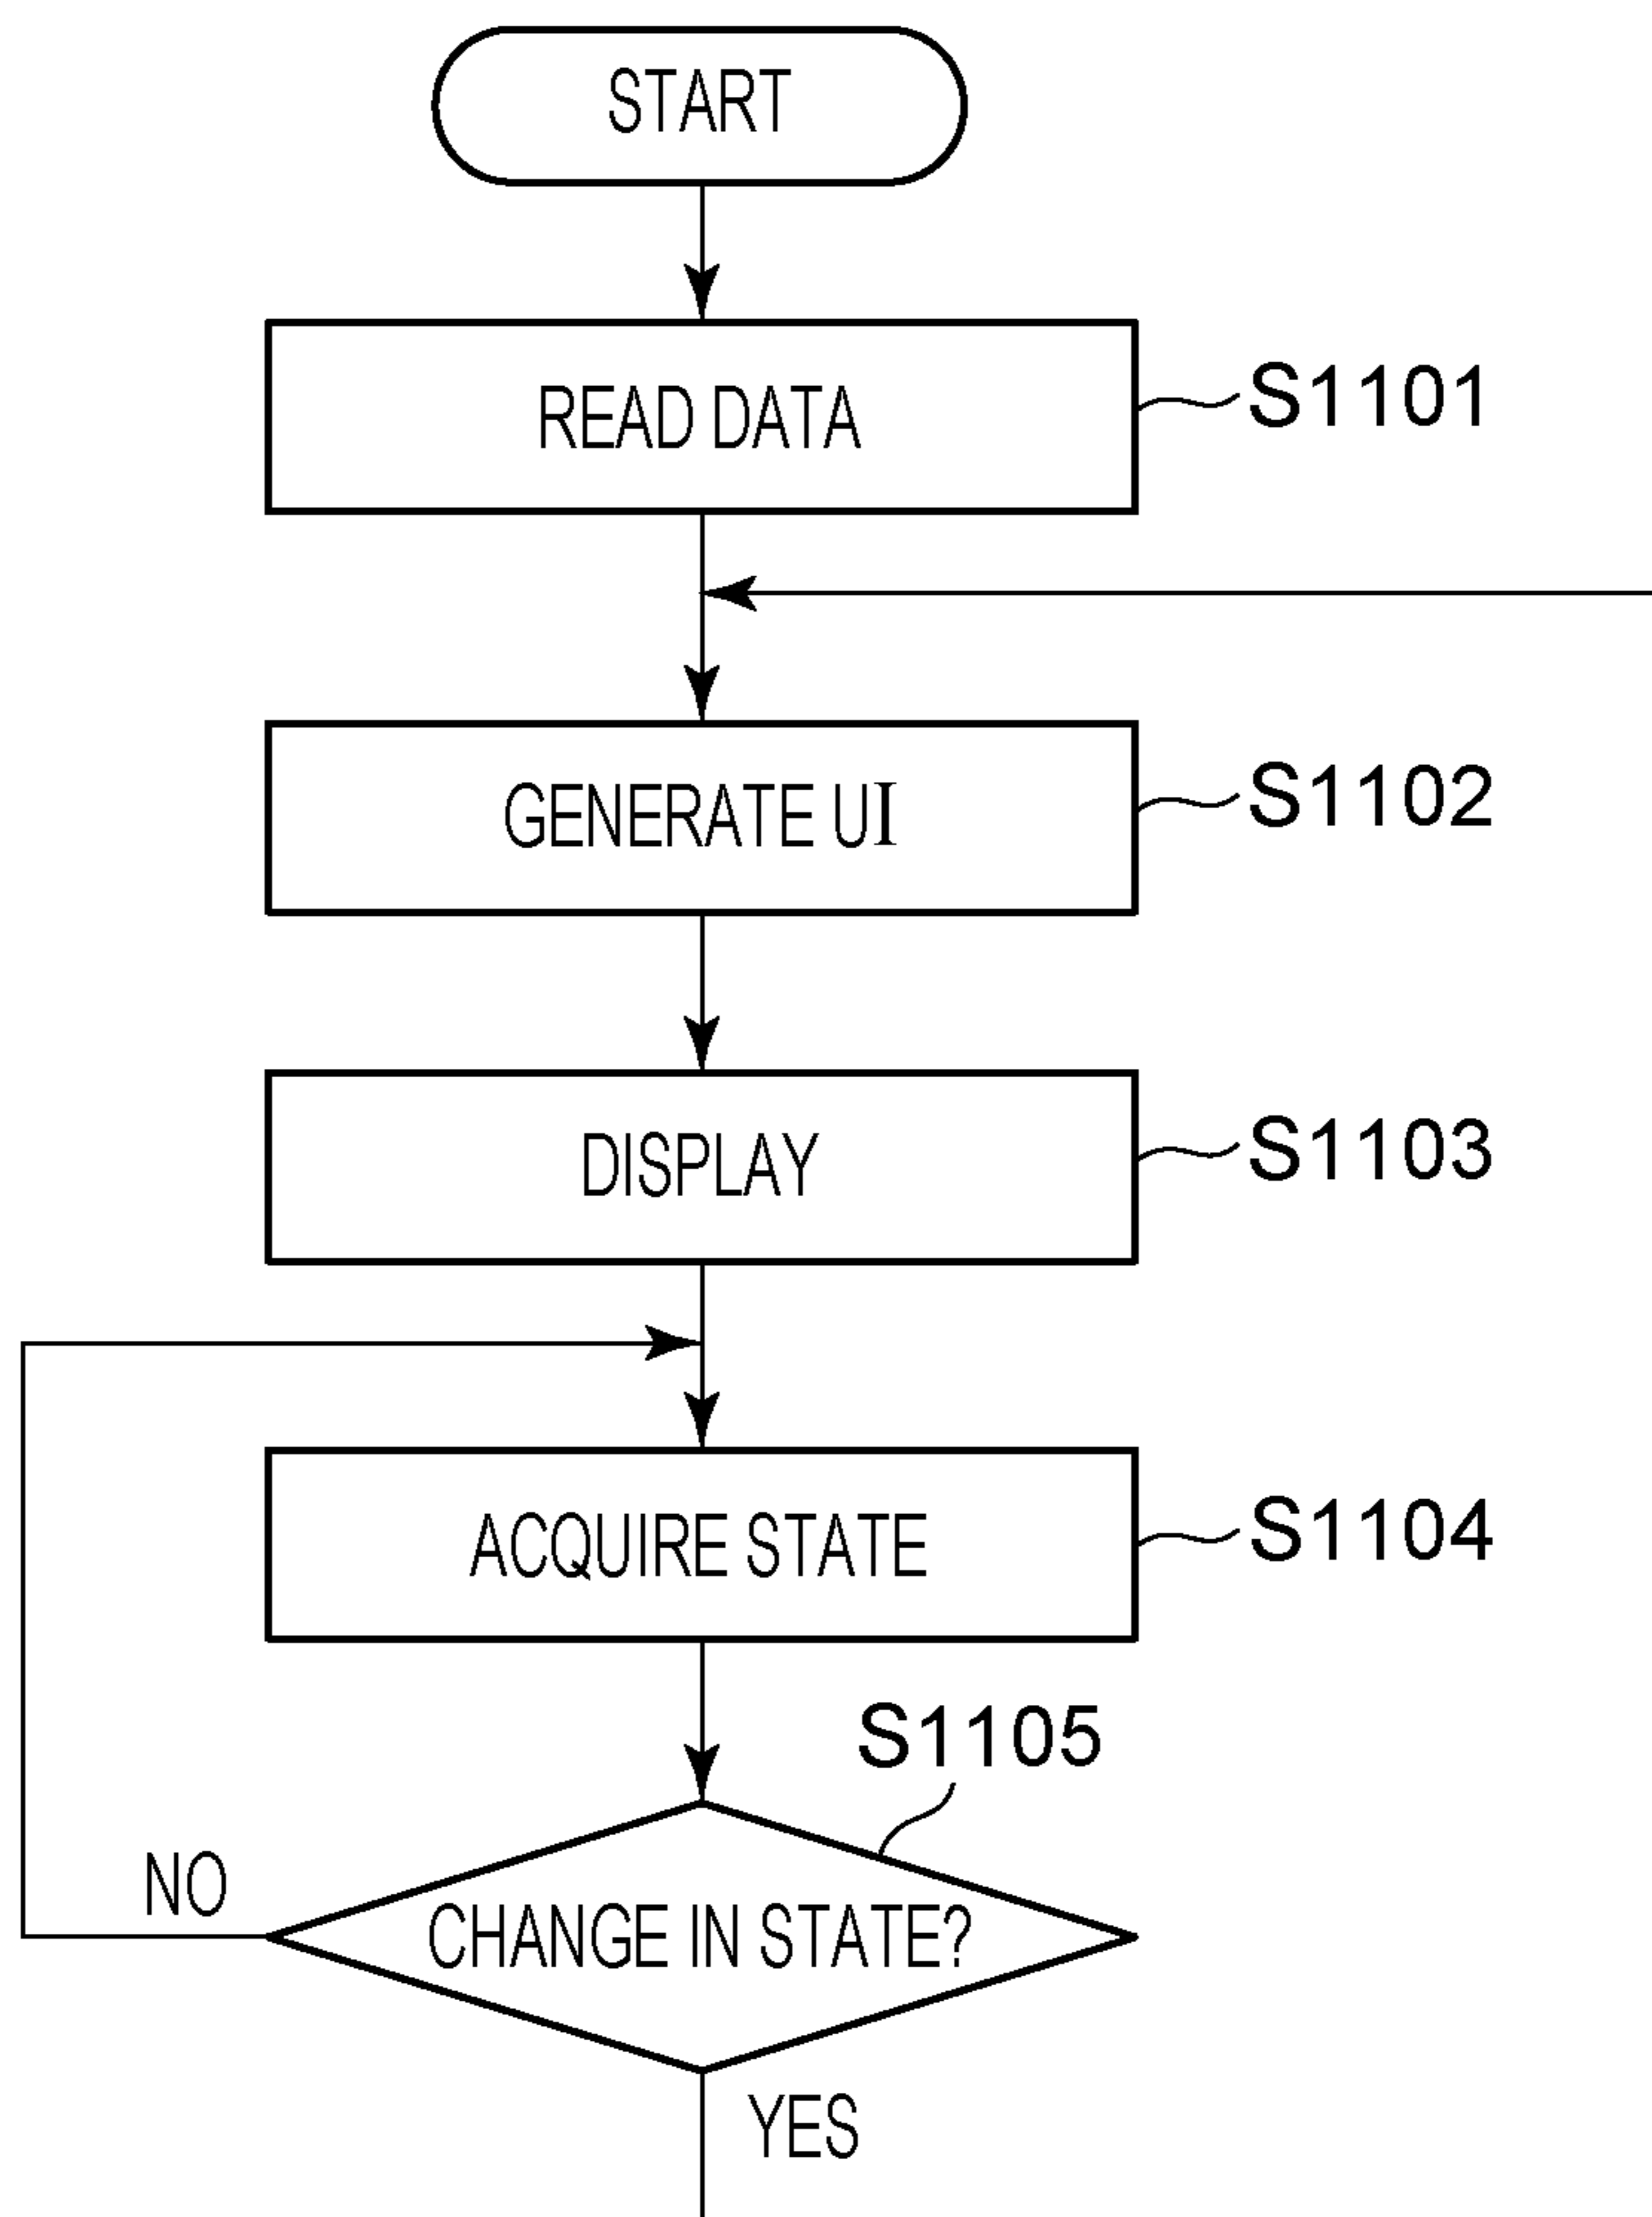 START
READ DATA
S1101
GENERATE UI
S1102
DISPLAY
S1103
ACQUIRE STATE
S1104
S1105
NO
CHANGE IN STATE?
YES